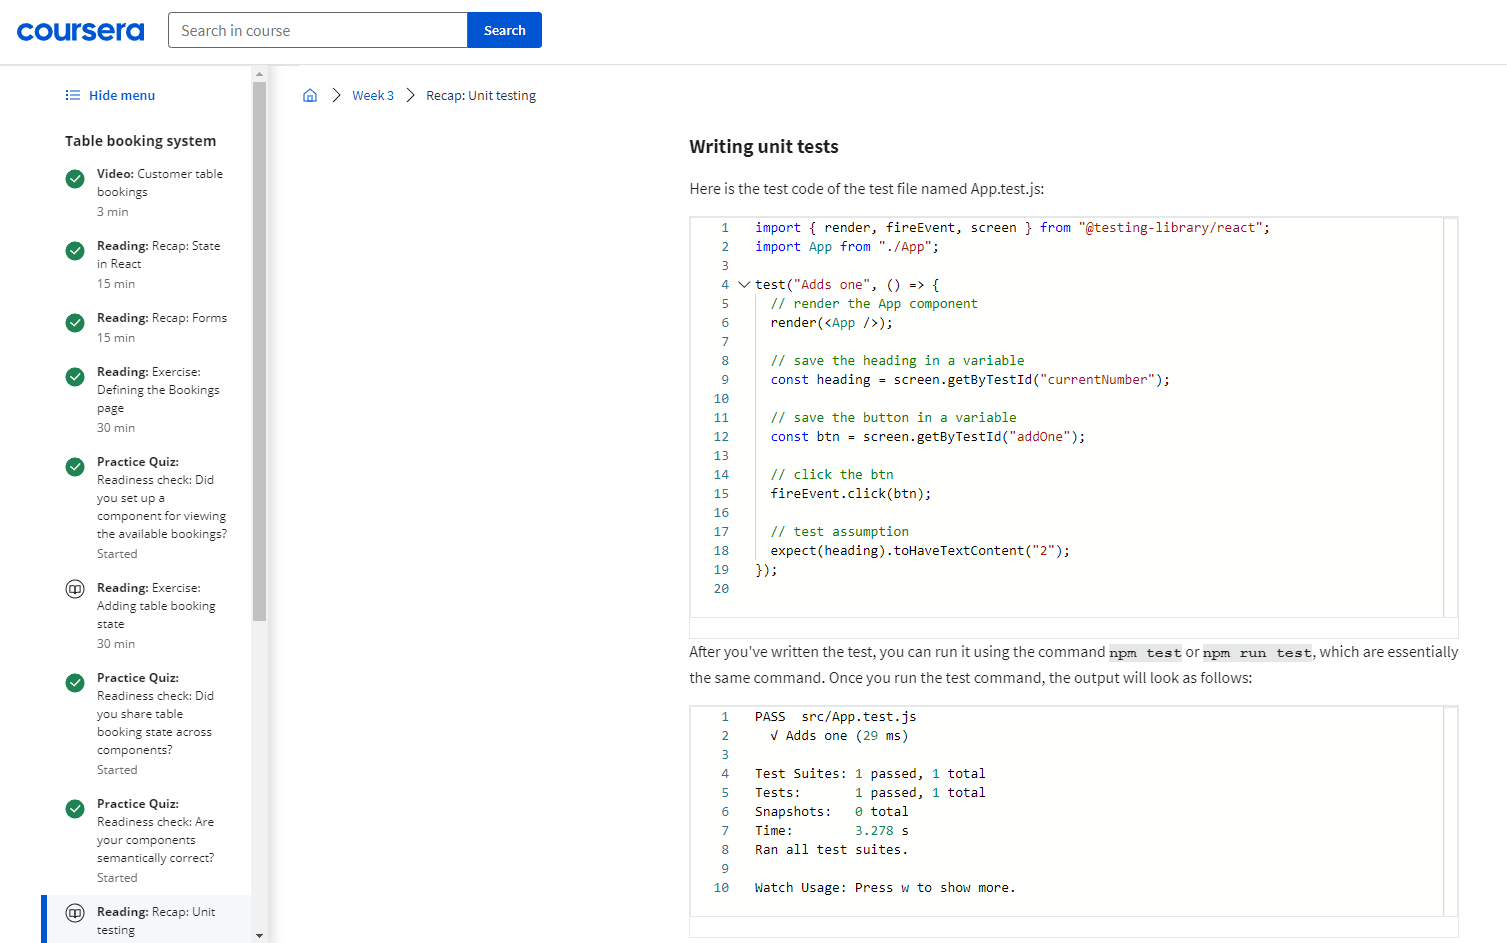 coursera
Search in course
Search
Hide menu
Table booking system
Video: Customer table
bookings
3 min
Reading: Recap: State
in React
15 min
Reading: Recap: Forms
15 min
Reading: Exercise:
Defining the Bookings
page
30 min
Practice Quiz:
Readiness check: Did
you set up a
component for viewing
the available bookings?
Started
Reading: Exercise:
Adding table booking
state
30 min
Practice Quiz:
Readiness check: Did
you share table
booking state across
components?
Started
Practice Quiz:
Readiness check: Are
your components
semantically correct?
Started
Reading: Recap: Unit
testing
Week 3
Recap: Unit testing
Writing unit tests
Here is the test code of the test file named App.test.js:
1 import { render, fireEvent, screen } from "@testing-library/react";
2 import App from "./App";
3
4 test("Adds one", () => {
5 // render the App component
6 render(<App />);
7
8 // save the heading in a variable
9 const heading = screen.getByTestId("currentNumber");
10
11 // save the button in a variable
12 const btn = screen.getByTestId("addOne");
13
14 // click the btn
15 fireEvent.click(btn);
16
17 // test assumption
18 expect(heading).toHaveTextContent("2");
19 });
20
After you've written the test, you can run it using the command npm test or npm run test, which are essentially
the same command. Once you run the test command, the output will look as follows:
1 PASS src/App.test.js
2 √ Adds one (29 ms)
3
4 Test Suites: 1 passed, 1 total
5 Tests: 1 passed, 1 total
6 Snapshots: 0 total
7 Time: 3.278 s
8 Ran all test suites.
9
10 Watch Usage: Press w to show more.